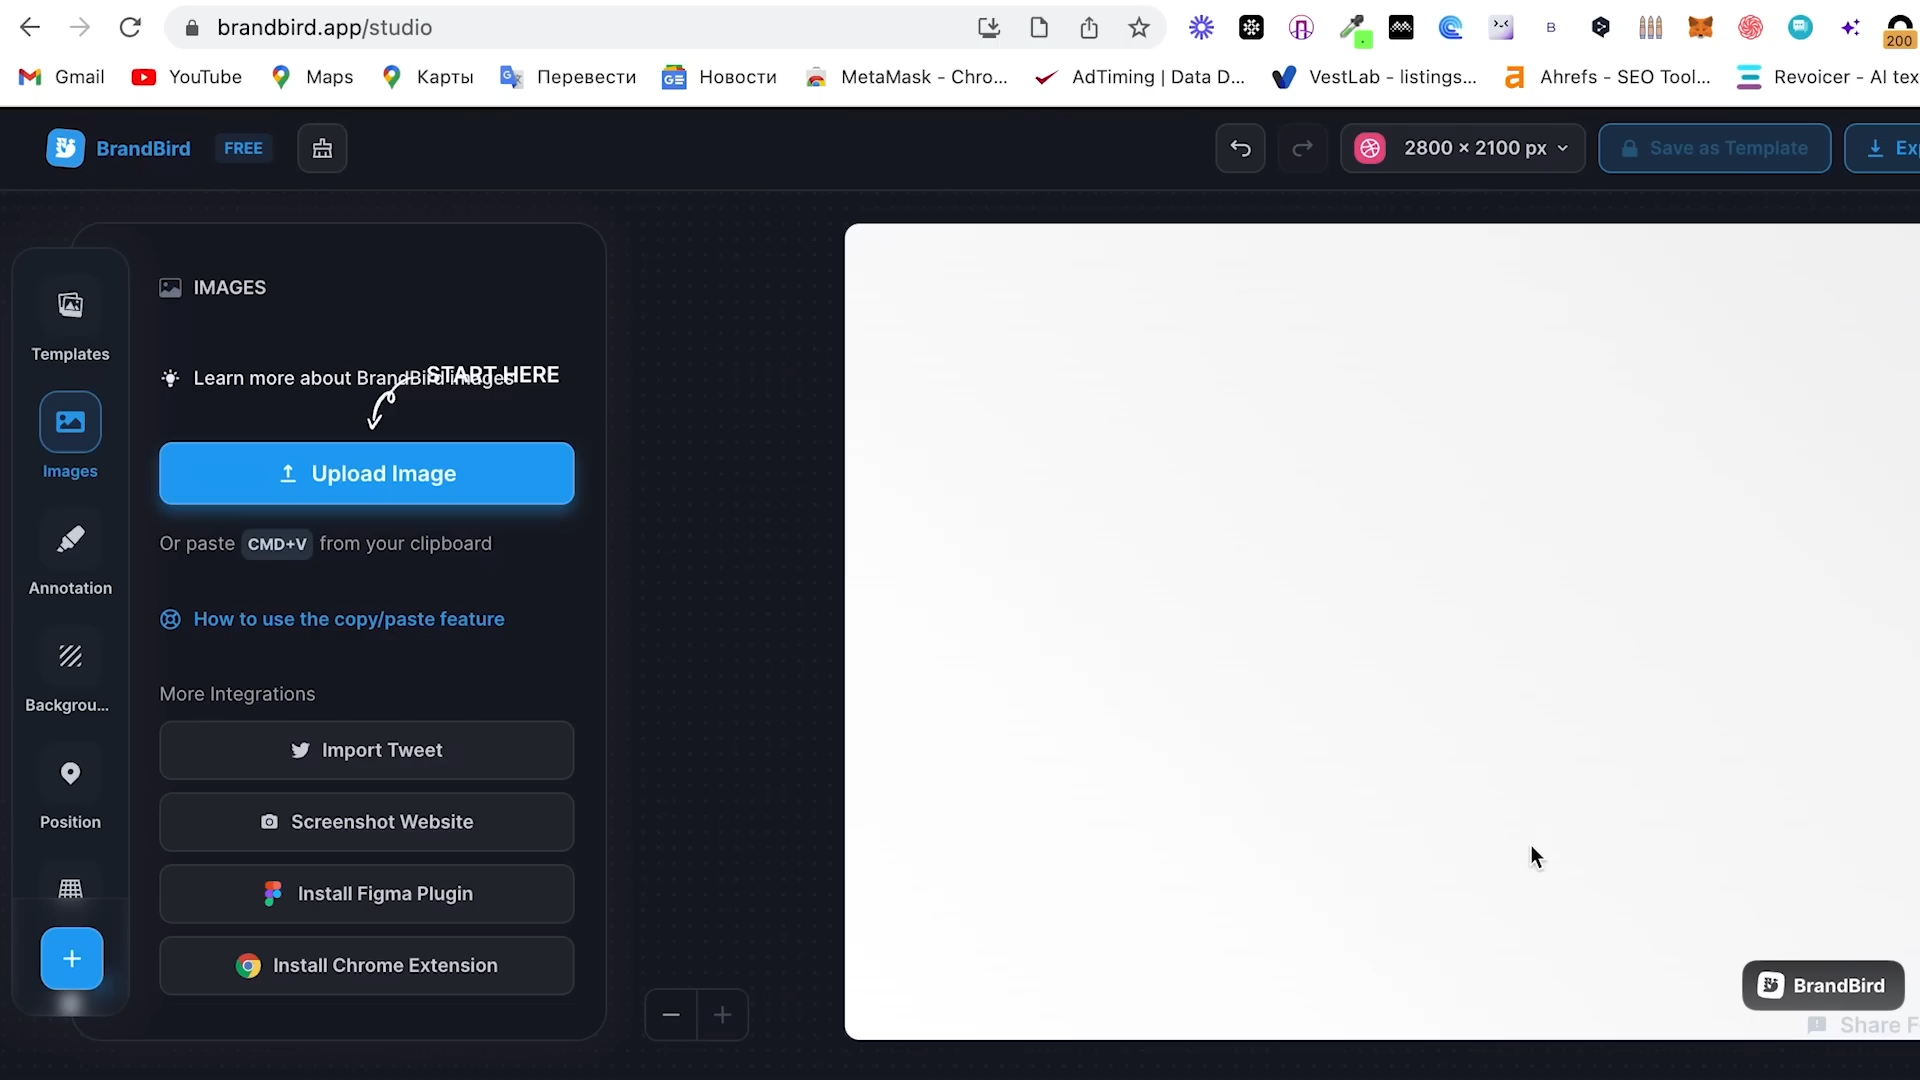 brandbird.app/studio
200
Gmail YouTube Maps Карты Перевести Новости MetaMask - Chro... AdTiming | Data D... VestLab - listings... Ahrefs - SEO Tool... Revoicer - AI tex
BrandBird FREE 2800 × 2100 px Save as Template Exp
IMAGES
Templates
START HERE
Learn more about BrandBird images
Images
Upload Image
Or paste CMD+V from your clipboard
Annotation
How to use the copy/paste feature
More Integrations
Backgrou...
Import Tweet
Position
Screenshot Website
Install Figma Plugin
Install Chrome Extension
BrandBird
Share F